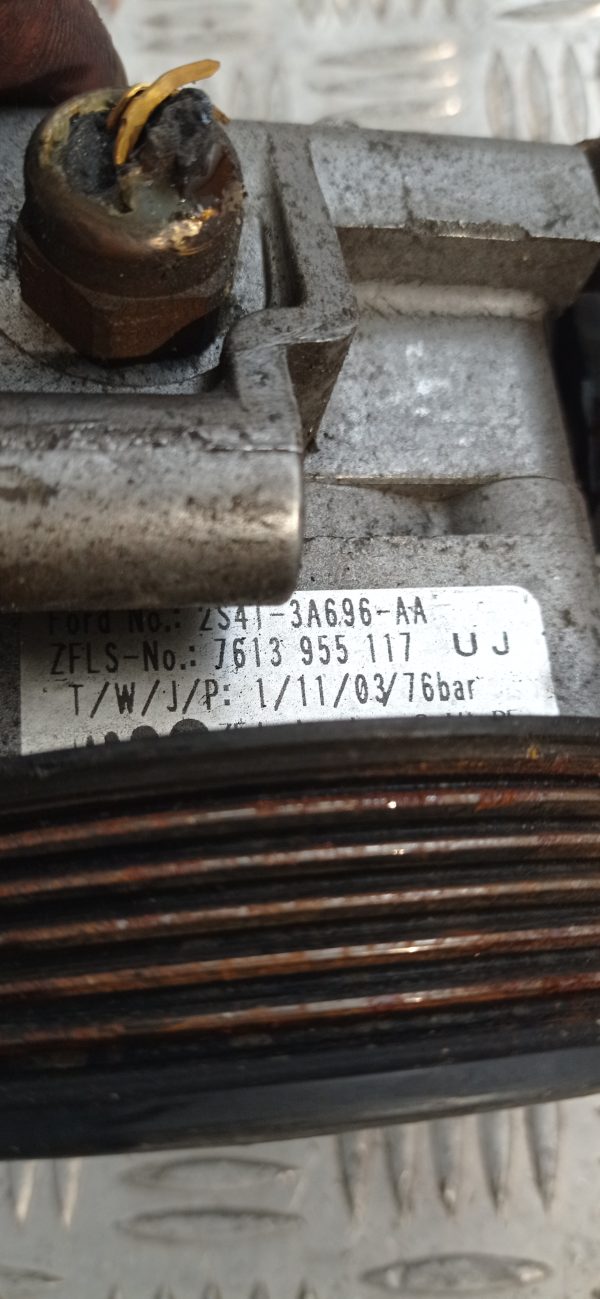 Ford No.: 2S41-3A696-AA
ZFLS-No.: 7613 955 117 UJ
T/W/J/P: 1/11/03/76bar